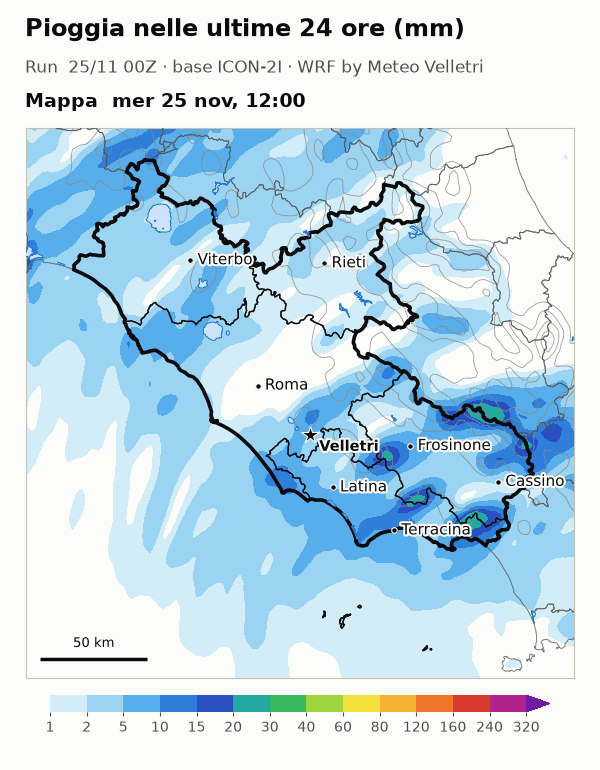 Pioggia nelle ultime 24 ore (mm)
Run  25/11 00Z · base ICON-2I · WRF by Meteo Velletri
Mappa  mer 25 nov, 12:00
Viterbo
Rieti
Roma
Velletri
Frosinone
Latina
Cassino
Terracina
50 km
1 2 5 10 15 20 30 40 60 80 120 160 240 320